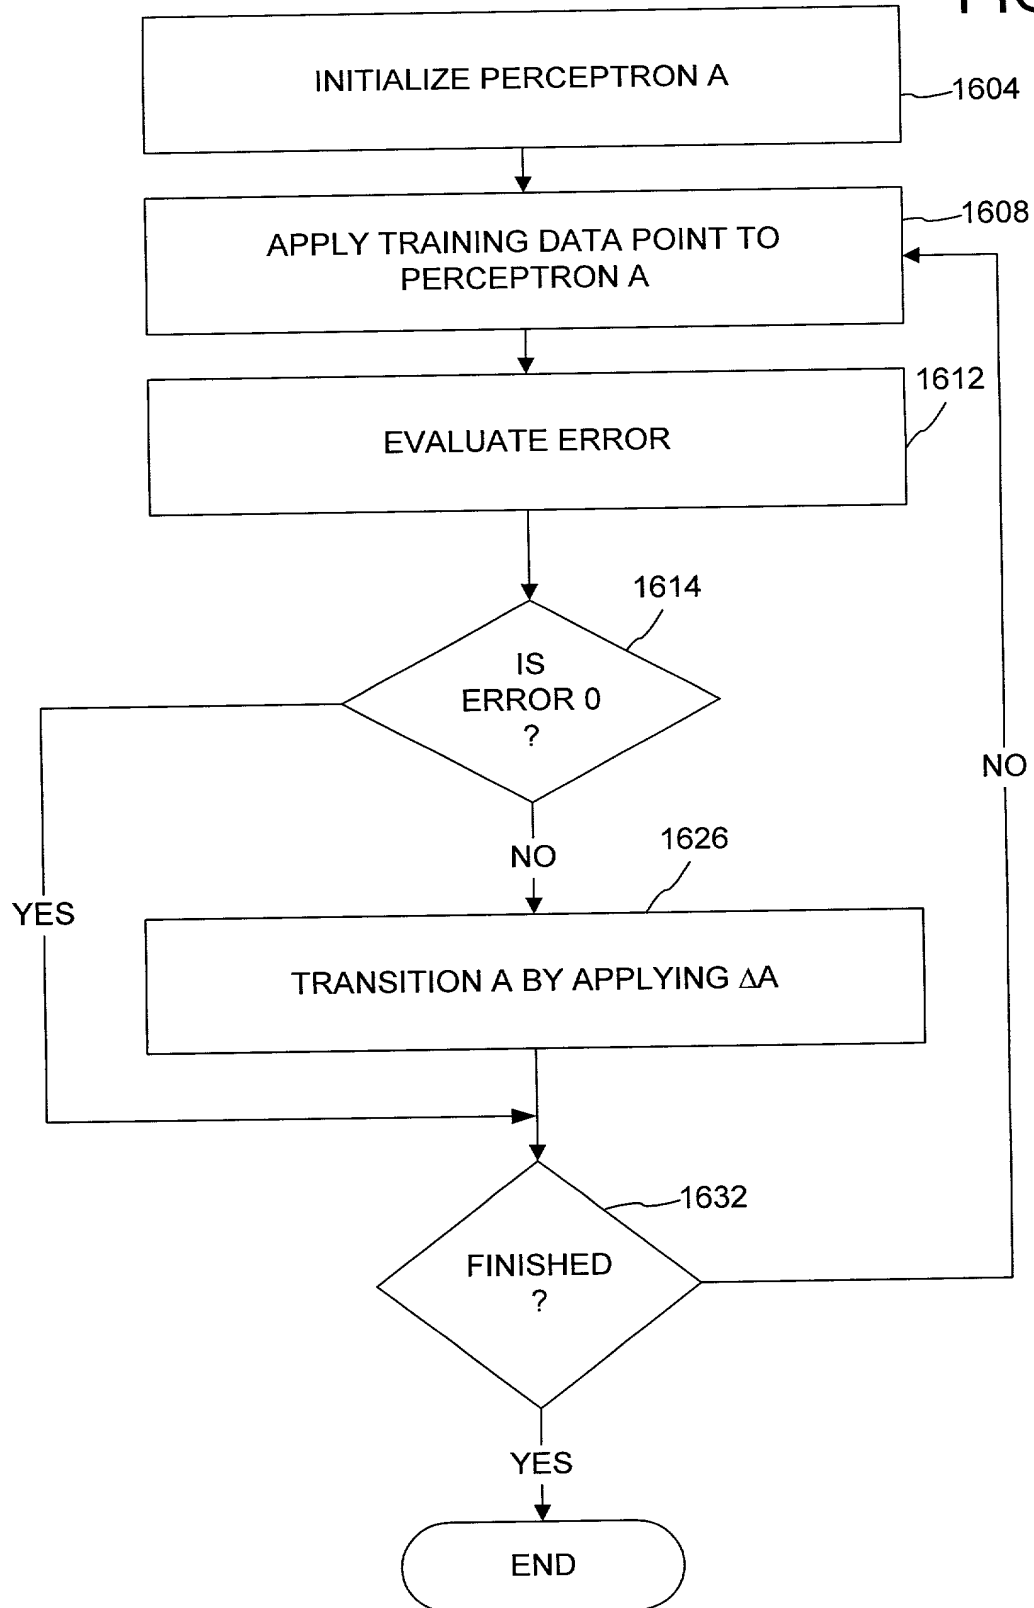 INITIALIZE PERCEPTRON A
1604
APPLY TRAINING DATA POINT TO
PERCEPTRON A
1608
1612
EVALUATE ERROR
1614
IS
ERROR 0
?
NO
NO
1626
YES
TRANSITION A BY APPLYING ΔA
1632
FINISHED
?
YES
END